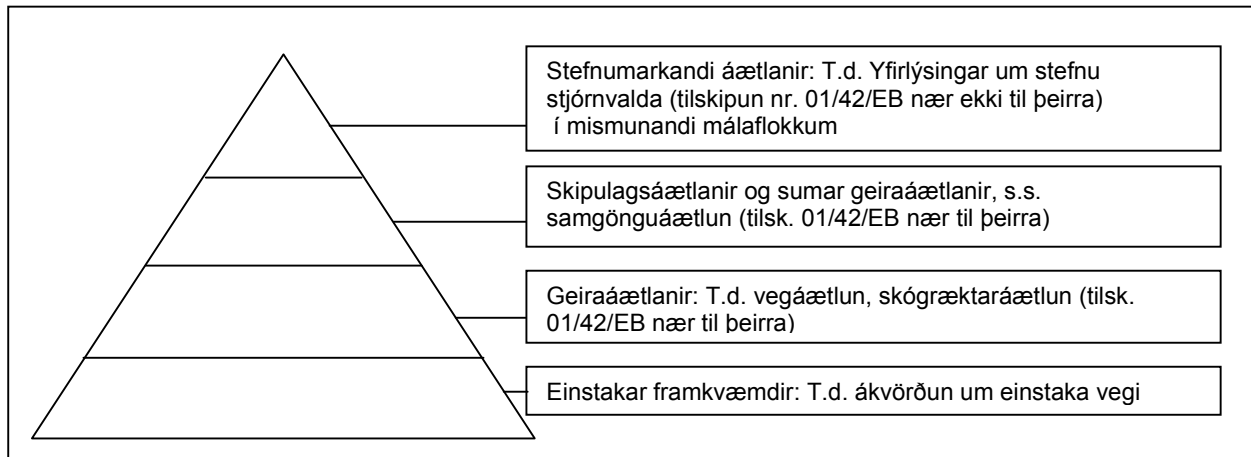 Stefnumarkandi áætlanir: T.d. Yfirlýsingar um stefnu
stjórnvalda (tilskipun nr. 01/42/EB nær ekki til þeirra)
í mismunandi málaflokkum
Skipulagsáætlanir og sumar geiraáætlanir, s.s.
samgönguáætlun (tilsk. 01/42/EB nær til þeirra)
Geiraáætlanir: T.d. vegáætlun, skógræktaráætlun (tilsk.
01/42/EB nær til þeirra)
Einstakar framkvæmdir: T.d. ákvörðun um einstaka vegi